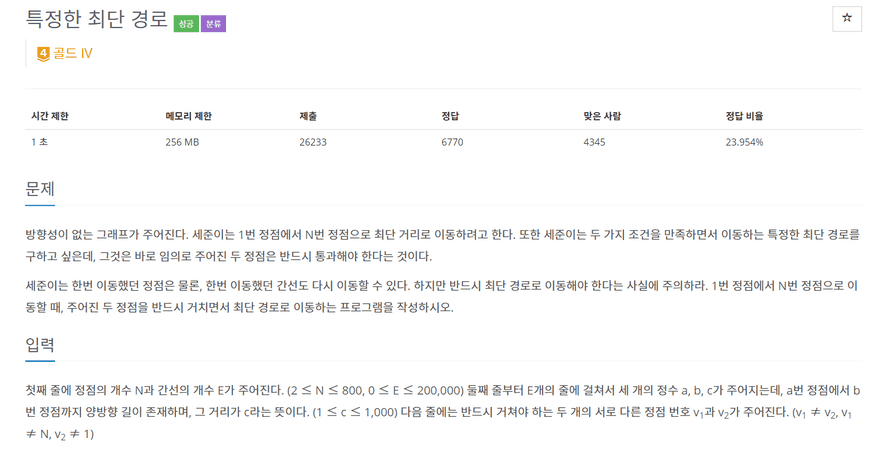 특정한 최단 경로 성공 분류
☆
4 골드 IV
시간 제한 메모리 제한 제출 정답 맞은 사람 정답 비율
1 초 256 MB 26233 6770 4345 23.954%
문제
방향성이 없는 그래프가 주어진다. 세준이는 1번 정점에서 N번 정점으로 최단 거리로 이동하려고 한다. 또한 세준이는 두 가지 조건을 만족하면서 이동하는 특정한 최단 경로를
구하고 싶은데, 그것은 바로 임의로 주어진 두 정점은 반드시 통과해야 한다는 것이다.
세준이는 한번 이동했던 정점은 물론, 한번 이동했던 간선도 다시 이동할 수 있다. 하지만 반드시 최단 경로로 이동해야 한다는 사실에 주의하라. 1번 정점에서 N번 정점으로 이
동할 때, 주어진 두 정점을 반드시 거치면서 최단 경로로 이동하는 프로그램을 작성하시오.
입력
첫째 줄에 정점의 개수 N과 간선의 개수 E가 주어진다. (2 ≤ N ≤ 800, 0 ≤ E ≤ 200,000) 둘째 줄부터 E개의 줄에 걸쳐서 세 개의 정수 a, b, c가 주어지는데, a번 정점에서 b
번 정점까지 양방향 길이 존재하며, 그 거리가 c라는 뜻이다. (1 ≤ c ≤ 1,000) 다음 줄에는 반드시 거쳐야 하는 두 개의 서로 다른 정점 번호 v1과 v2가 주어진다. (v1 ≠ v2, v1
≠ N, v2 ≠ 1)